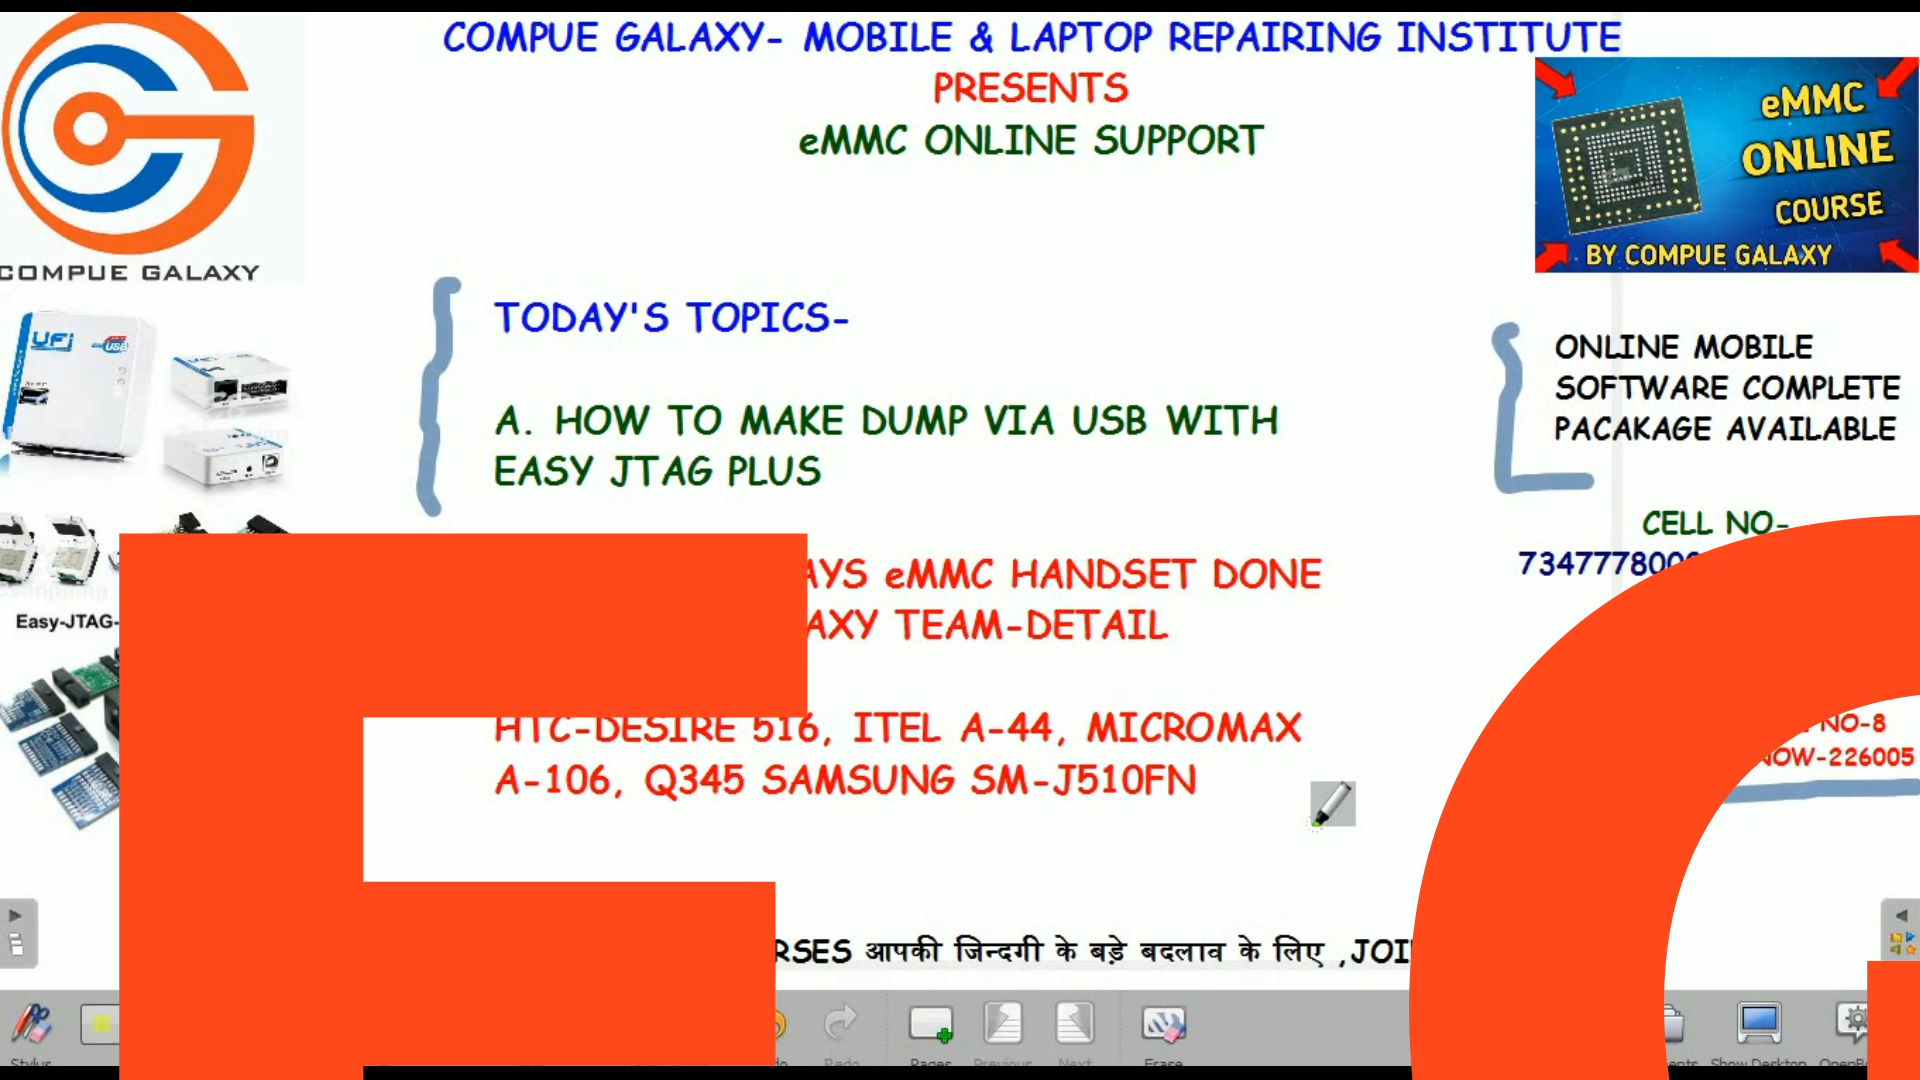 COMPUE GALAXY- MOBILE & LAPTOP REPAIRING INSTITUTE
PRESENTS
eMMC ONLINE SUPPORT
COMPUE GALAXY
eMMC
ONLINE
COURSE
BY COMPUE GALAXY
UFi
TODAY'S TOPICS-
A. HOW TO MAKE DUMP VIA USB WITH
EASY JTAG PLUS
AYS eMMC HANDSET DONE
AXY TEAM-DETAIL
HTC-DESIRE 516, ITEL A-44, MICROMAX
A-106, Q345 SAMSUNG SM-J510FN
ONLINE MOBILE
SOFTWARE COMPLETE
PACAKAGE AVAILABLE
CELL NO-
NO-8
NOW-226005
Easy-JTAG-
RSES आपकी जिन्दगी के बड़े बदलाव के लिए ,JOI
Stylus
Redo
Pages
Previous
Next
Erase
Show Desktop